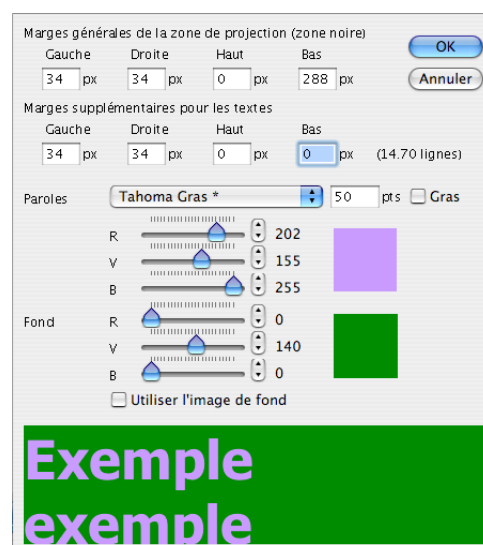 Marges générales de la zone de projection (zone noire)
OK
Gauche Droite Haut Bas
34 px 34 px 0 px 288 px
Annuler
Marges supplémentaires pour les textes
Gauche Droite Haut Bas
34 px 34 px 0 px 0 px (14.70 lignes)
Paroles Tahoma Gras * 50 pts Gras
R 202
V 155
B 255
Fond R 0
V 140
B 0
Utiliser l'image de fond
Exemple
exemple